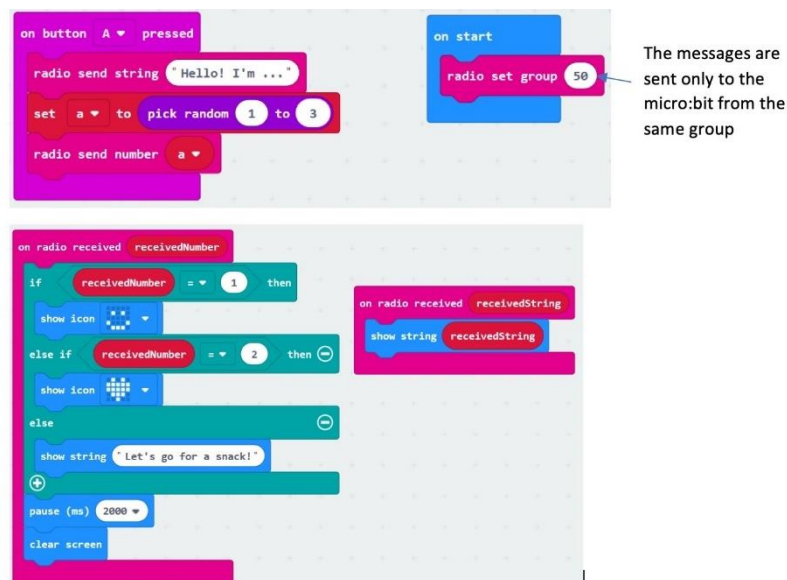 on button A pressed
radio send string "Hello! I'm ..."
set a to pick random 1 to 3
radio send number a
on start
radio set group 50
The messages are
sent only to the
micro:bit from the
same group
on radio received receivedNumber
if receivedNumber = 1 then
show icon
else if receivedNumber = 2 then
show icon
else
show string "Let's go for a snack!"
pause (ms) 2000
clear screen
on radio received receivedString
show string receivedString